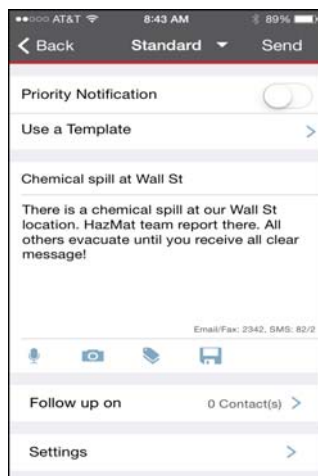 AT&T 8:43 AM 89%
Back Standard Send
Priority Notification
Use a Template
Chemical spill at Wall St
There is a chemical spill at our Wall St
location. HazMat team report there. All
others evacuate until you receive all clear
message!
Email/Fax: 2342, SMS: 82/2
Follow up on 0 Contact(s)
Settings